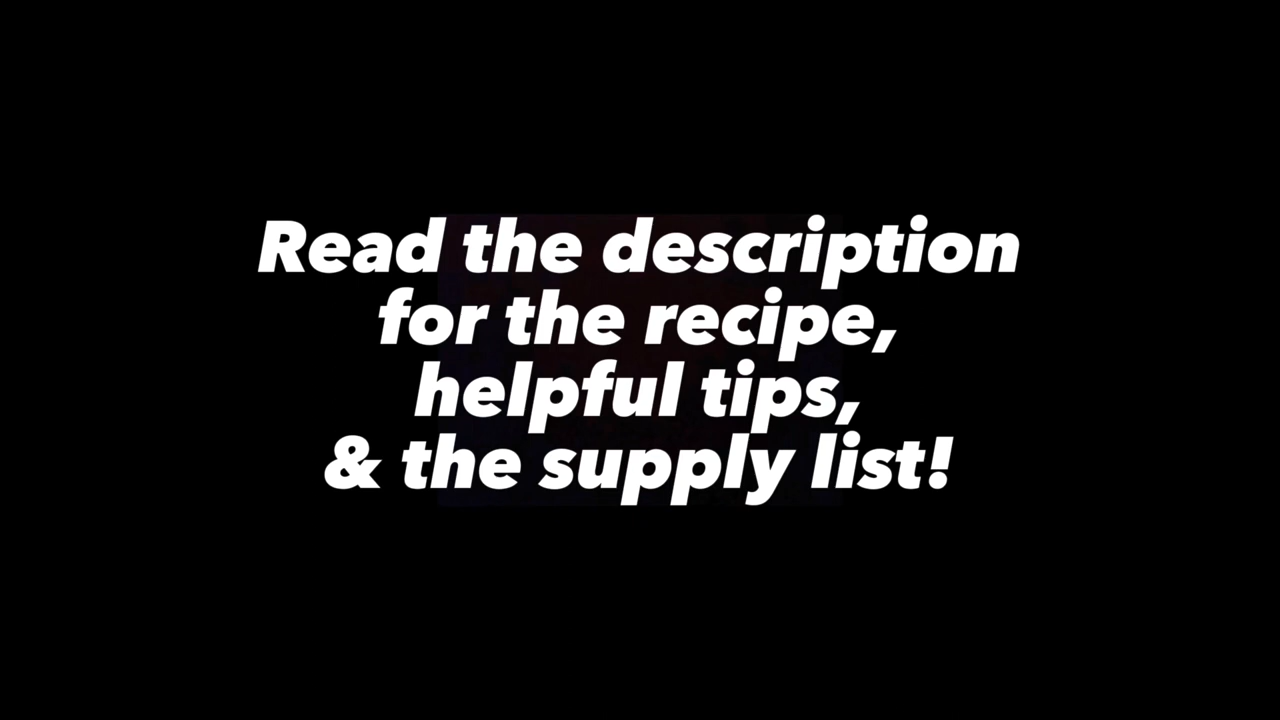 Read the description
for the recipe,
helpful tips,
& the supply list!